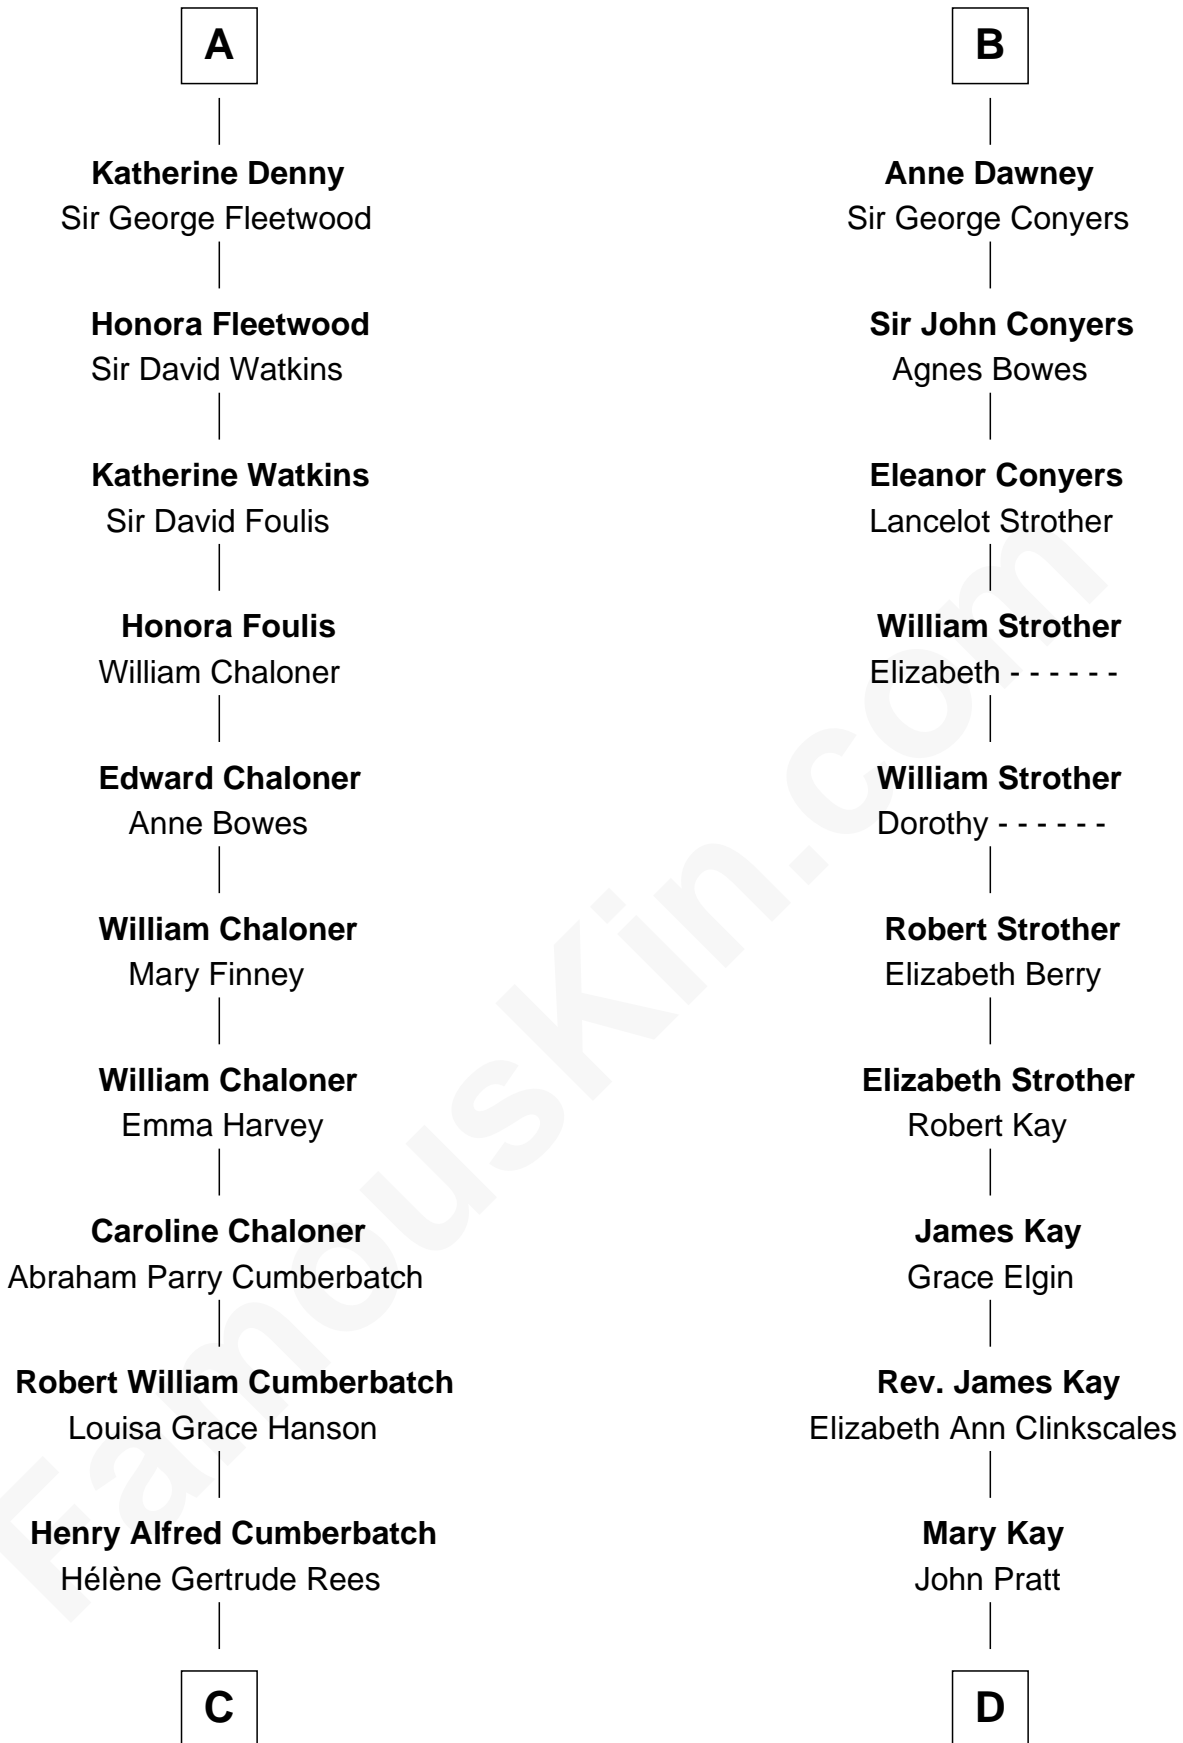 A
Katherine Denny
Sir George Fleetwood
Honora Fleetwood
Sir David Watkins
Katherine Watkins
Sir David Foulis
Honora Foulis
William Chaloner
Edward Chaloner
Anne Bowes
William Chaloner
Mary Finney
William Chaloner
Emma Harvey
Caroline Chaloner
Abraham Parry Cumberbatch
Robert William Cumberbatch
Louisa Grace Hanson
Henry Alfred Cumberbatch
Hélène Gertrude Rees
C
B
Anne Dawney
Sir George Conyers
Sir John Conyers
Agnes Bowes
Eleanor Conyers
Lancelot Strother
William Strother
Elizabeth - - - - - -
William Strother
Dorothy - - - - - -
Robert Strother
Elizabeth Berry
Elizabeth Strother
Robert Kay
James Kay
Grace Elgin
Rev. James Kay
Elizabeth Ann Clinkscales
Mary Kay
John Pratt
D
FamousKin.com